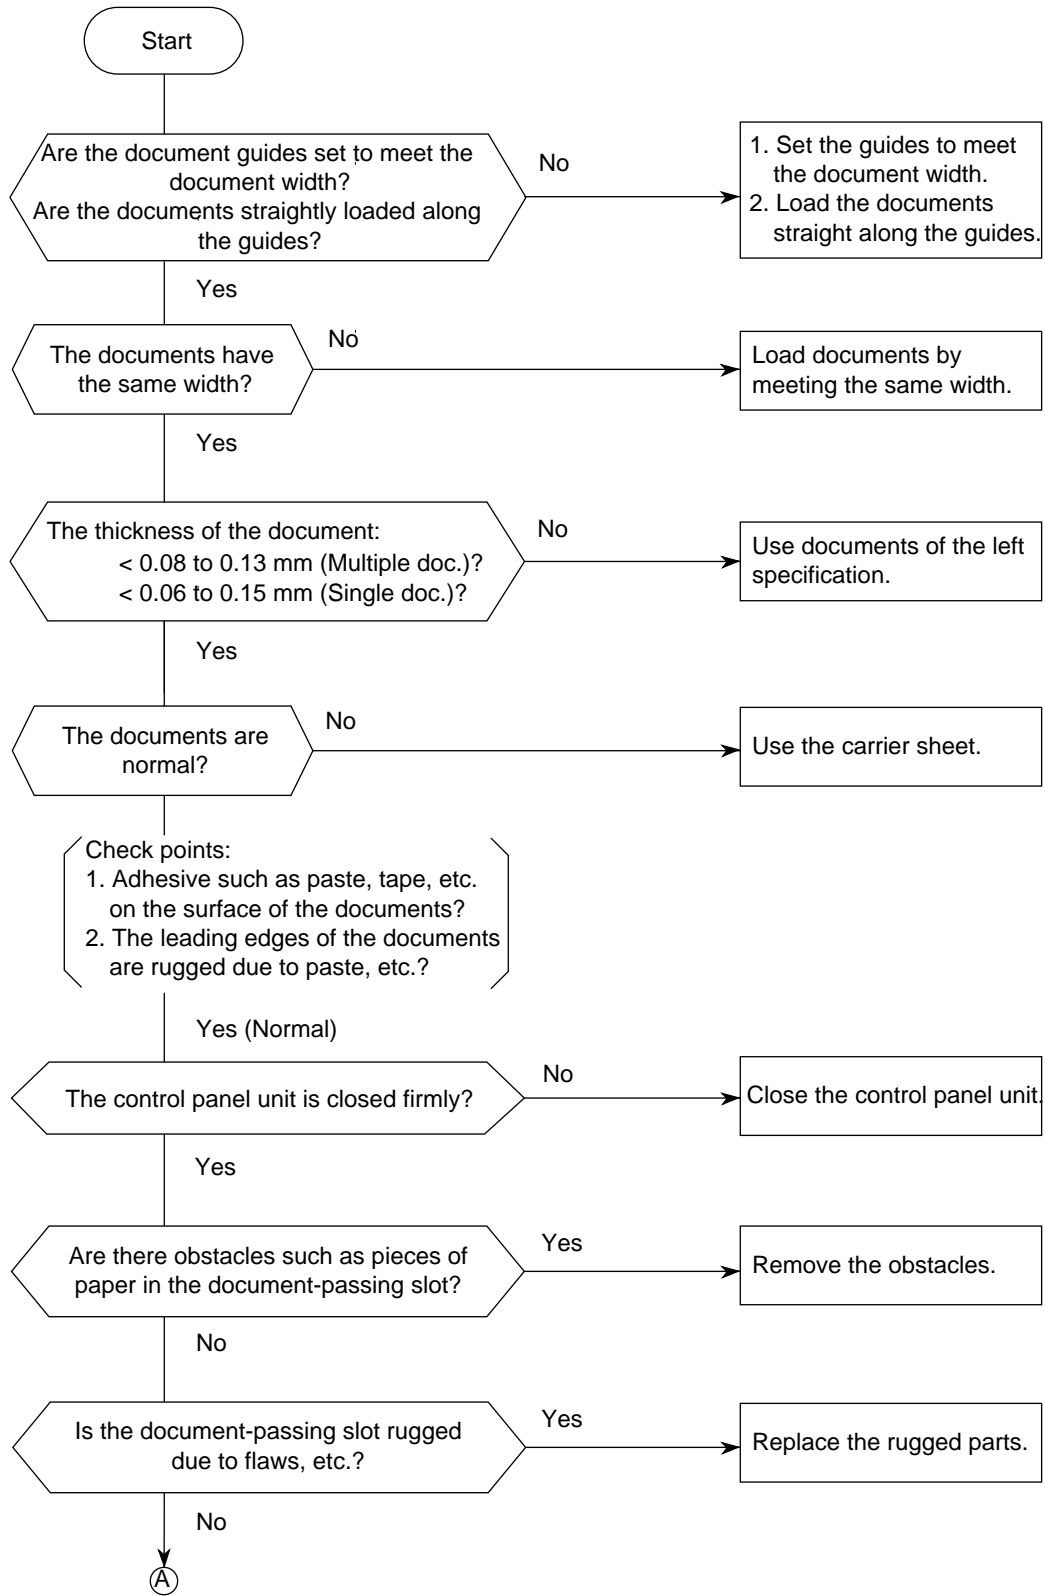 Start
Are the document guides set to meet the
document width?
Are the documents straightly loaded along
the guides?
No
1. Set the guides to meet
the document width.
2. Load the documents
straight along the guides.
Yes
The documents have
the same width?
No
Load documents by
meeting the same width.
Yes
The thickness of the document:
< 0.08 to 0.13 mm (Multiple doc.)?
< 0.06 to 0.15 mm (Single doc.)?
No
Use documents of the left
specification.
Yes
The documents are
normal?
No
Use the carrier sheet.
Check points:
1. Adhesive such as paste, tape, etc.
on the surface of the documents?
2. The leading edges of the documents
are rugged due to paste, etc.?
Yes (Normal)
The control panel unit is closed firmly?
No
Close the control panel unit.
Yes
Are there obstacles such as pieces of
paper in the document-passing slot?
Yes
Remove the obstacles.
No
Is the document-passing slot rugged
due to flaws, etc.?
Yes
Replace the rugged parts.
No
A